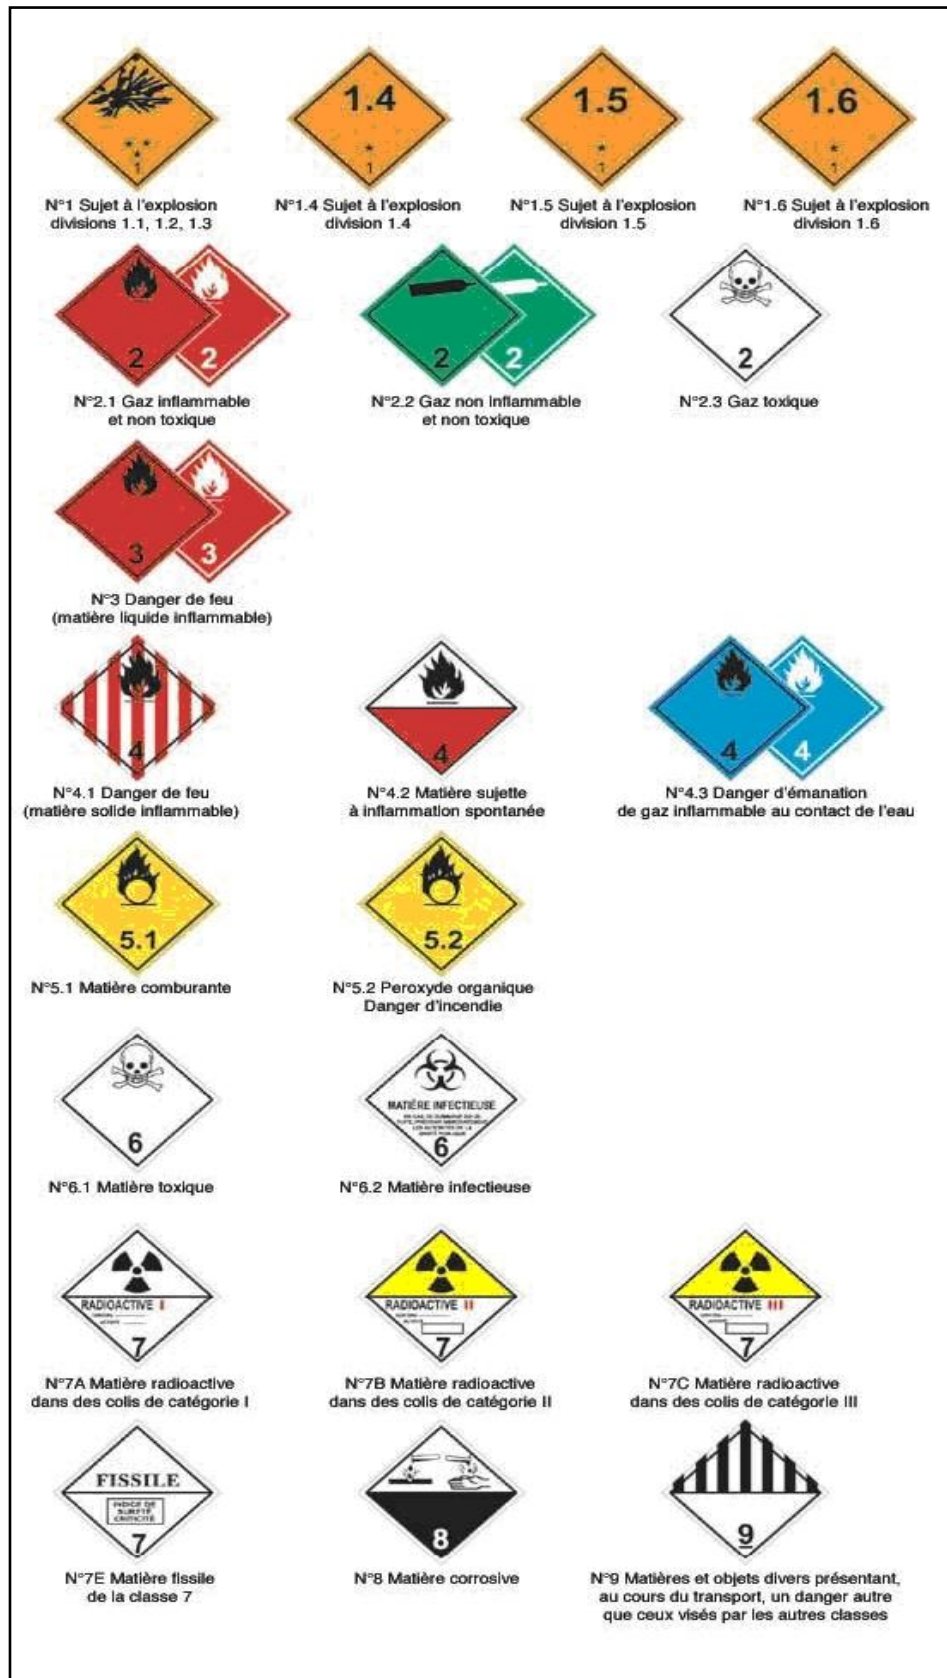 1
1.4
1
1.5
1
1.6
1
N°1 Sujet à l'explosion
divisions 1.1, 1.2, 1.3
N°1.4 Sujet à l'explosion
division 1.4
N°1.5 Sujet à l'explosion
division 1.5
N°1.6 Sujet à l'explosion
division 1.6
2
2
2
2
2
N°2.1 Gaz inflammable
et non toxique
N°2.2 Gaz non inflammable
et non toxique
N°2.3 Gaz toxique
3
3
N°3 Danger de feu
(matière liquide inflammable)
4
4
4
4
N°4.1 Danger de feu
(matière solide inflammable)
N°4.2 Matière sujette
à inflammation spontanée
N°4.3 Danger d'émanation
de gaz inflammable au contact de l'eau
5.1
5.2
N°5.1 Matière comburante
N°5.2 Peroxyde organique
Danger d'incendie
6
MATIÈRE INFECTIEUSE
6
N°6.1 Matière toxique
N°6.2 Matière infectieuse
RADIOACTIVE I
7
RADIOACTIVE II
7
RADIOACTIVE III
7
N°7A Matière radioactive
dans des colis de catégorie I
N°7B Matière radioactive
dans des colis de catégorie II
N°7C Matière radioactive
dans des colis de catégorie III
FISSILE
INDICE DE
SURETÉ
CRITICITÉ
7
8
9
N°7E Matière fissile
de la classe 7
N°8 Matière corrosive
N°9 Matières et objets divers présentant,
au cours du transport, un danger autre
que ceux visés par les autres classes